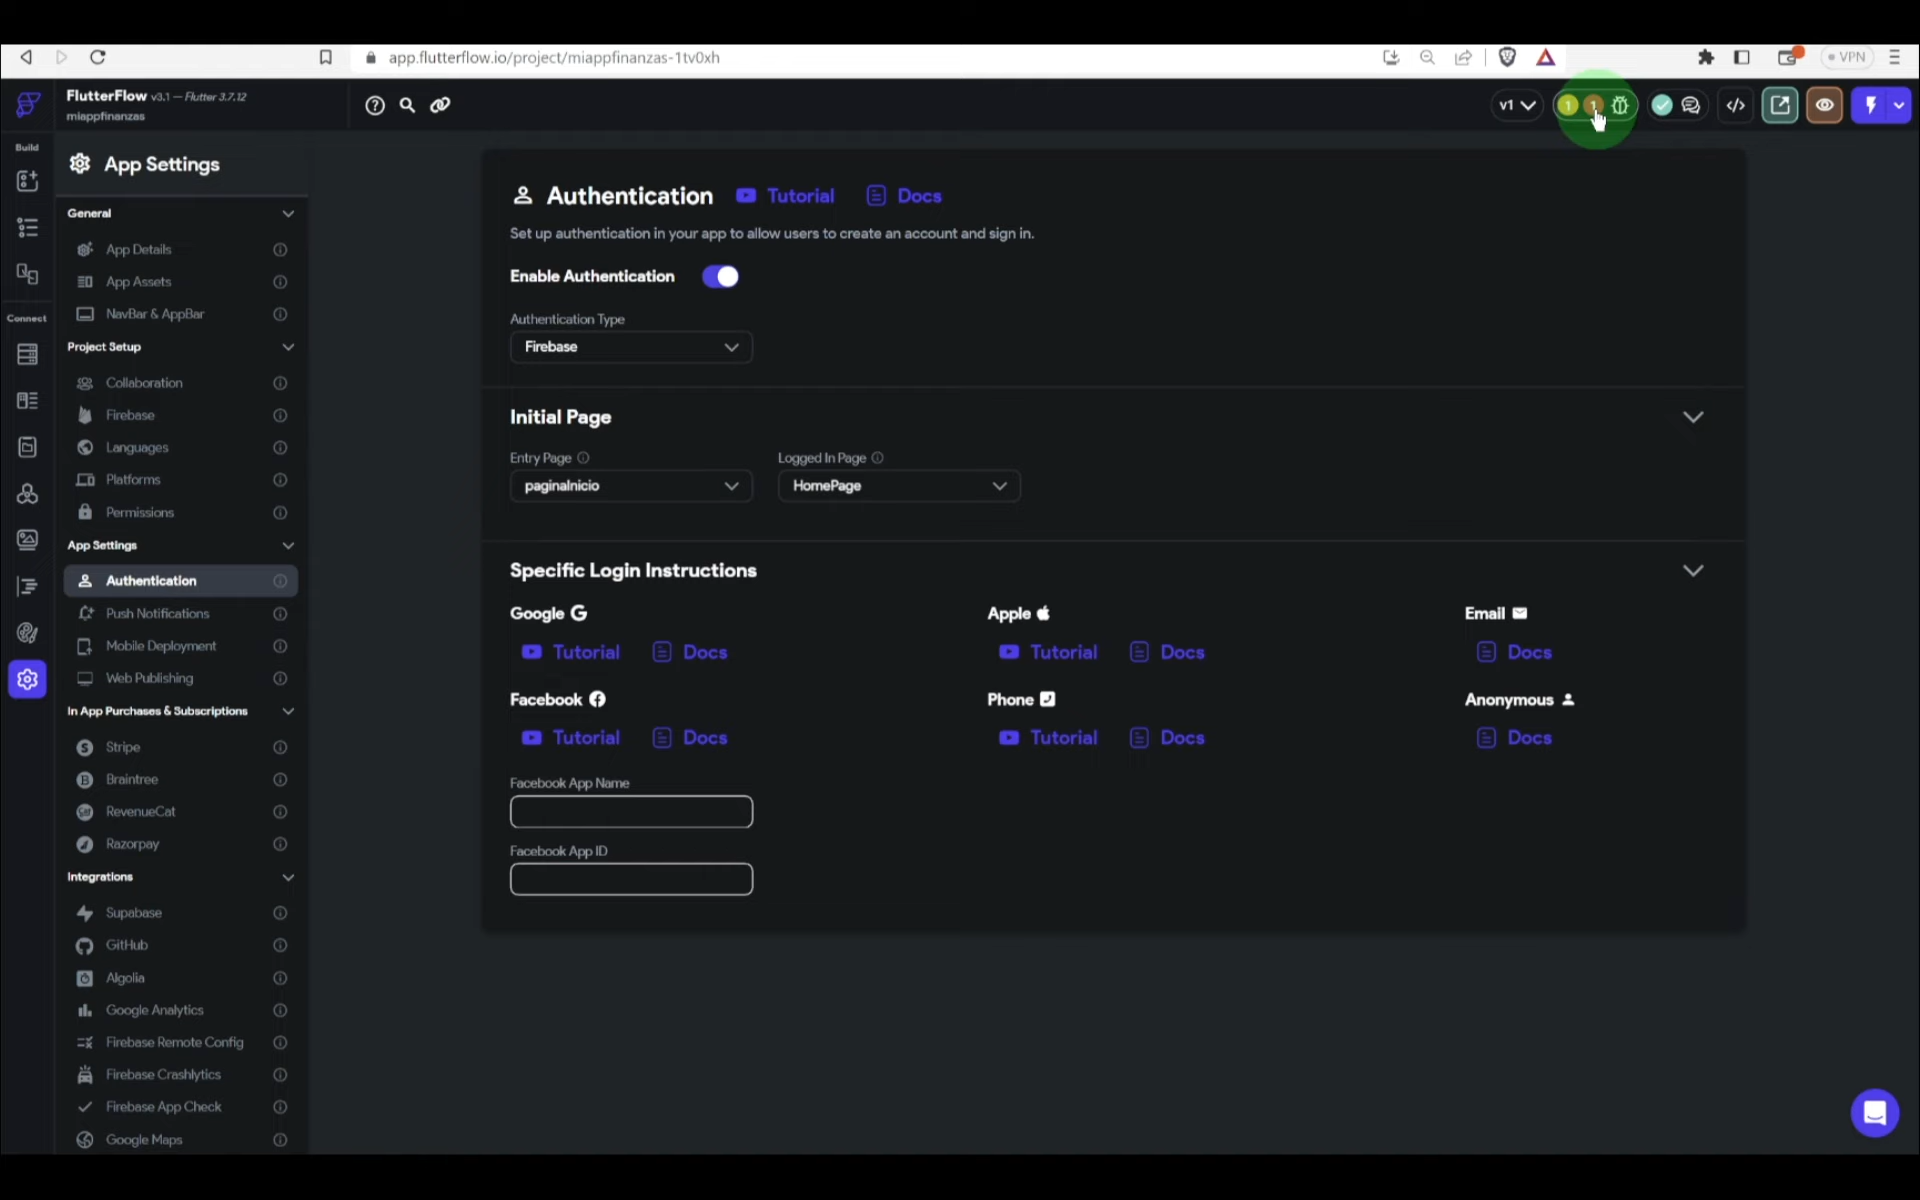 app.flutterflow.io/project/miappfinanzas-1tv0xh
VPN
FlutterFlow v3.1 — Flutter 3.7.12
miappfinanzas
v1
1
1
Build
Connect
App Settings
General
App Details
App Assets
NavBar & AppBar
Project Setup
Collaboration
Firebase
Languages
Platforms
Permissions
App Settings
Authentication
Push Notifications
Mobile Deployment
Web Publishing
In App Purchases & Subscriptions
Stripe
Braintree
RevenueCat
Razorpay
Integrations
Supabase
GitHub
Algolia
Google Analytics
Firebase Remote Config
Firebase Crashlytics
Firebase App Check
Google Maps
Authentication Tutorial Docs
Set up authentication in your app to allow users to create an account and sign in.
Enable Authentication
Authentication Type
Firebase
Initial Page
Entry Page Logged In Page
paginaInicio HomePage
Specific Login Instructions
Google Apple Email
Tutorial Docs Tutorial Docs Docs
Facebook Phone Anonymous
Tutorial Docs Tutorial Docs Docs
Facebook App Name
Facebook App ID